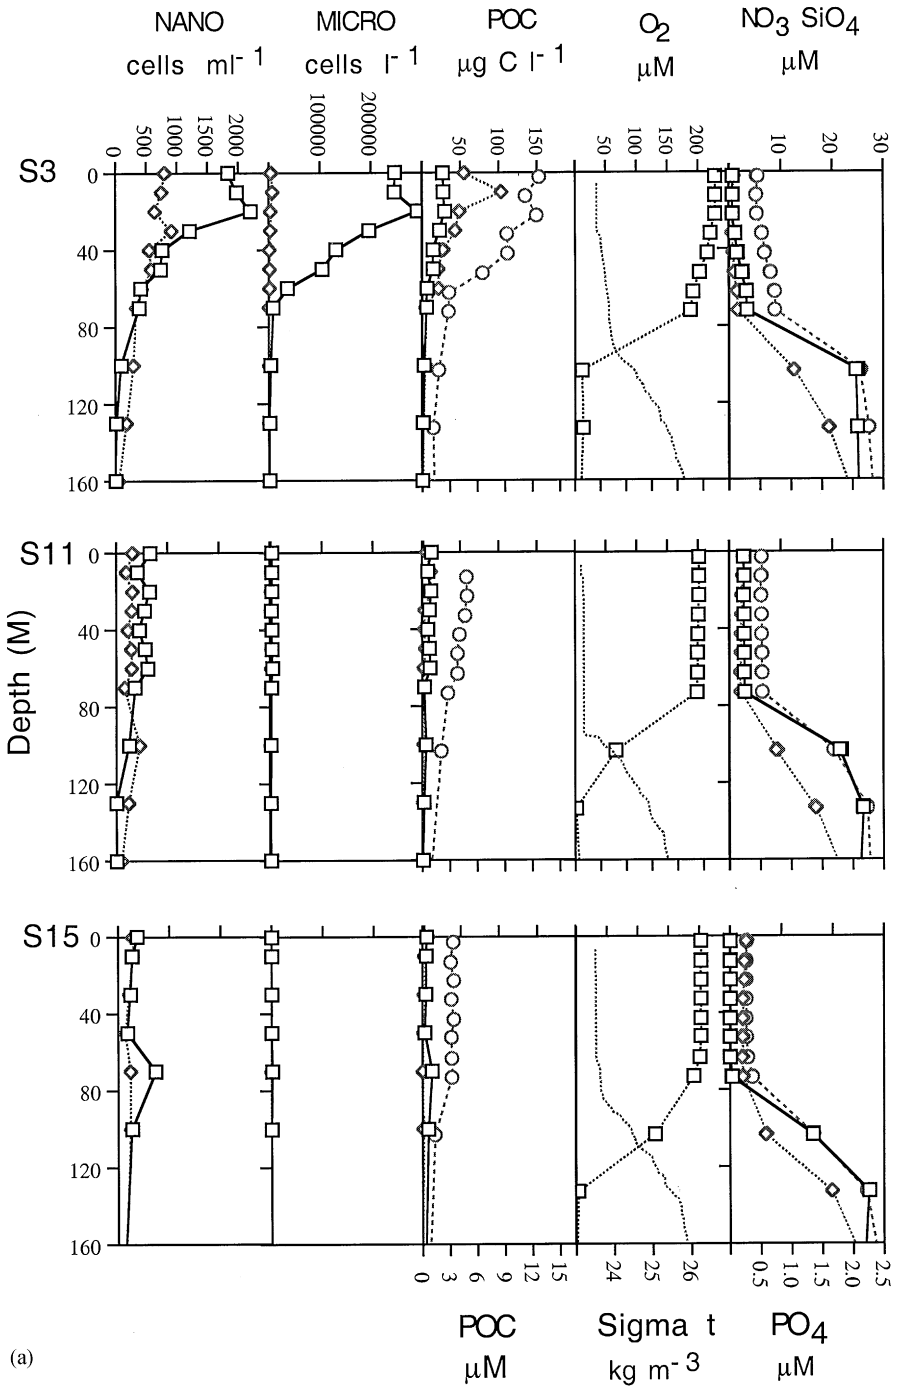 NANO MICRO POC O2 NO3 SiO4
cells ml-1 cells l-1 µg C l-1 µM µM
0 500 1000 1500 2000 100000 200000 50 100 150 50 100 150 200 10 20 30
S3
0
40
80
120
160
S11
0
40
80
120
160
Depth (M)
S15
0
40
80
120
160
0 3 6 9 12 15 24 25 26 0.5 1.0 1.5 2.0 2.5
POC Sigma t PO4
µM kg m-3 µM
(a)